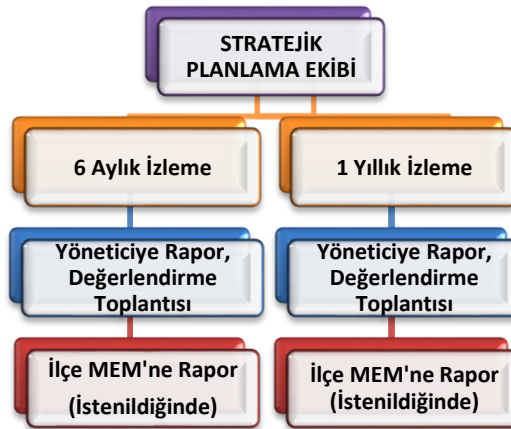 STRATEJİK
PLANLAMA EKİBİ
6 Aylık İzleme
1 Yıllık İzleme
Yöneticiye Rapor,
Değerlendirme
Toplantısı
Yöneticiye Rapor,
Değerlendirme
Toplantısı
İlçe MEM'ne Rapor
(İstenildiğinde)
İlçe MEM'ne Rapor
(İstenildiğinde)